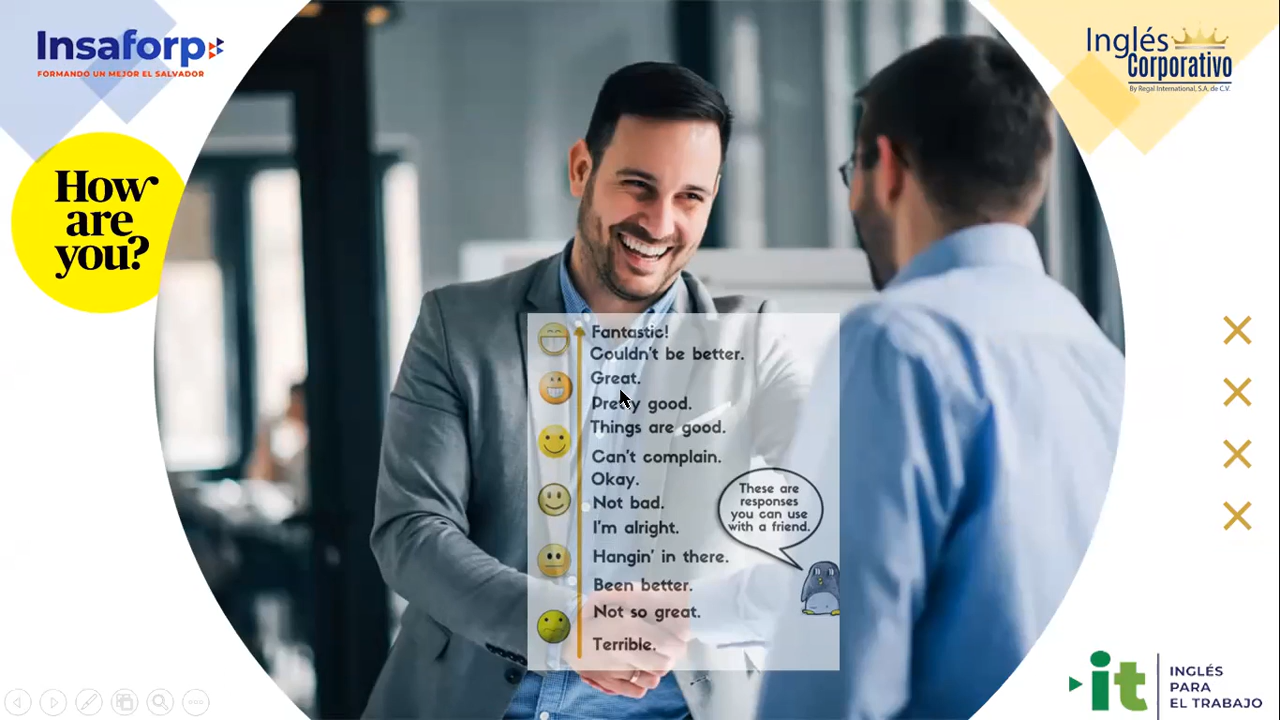 Insaforp
FORMANDO UN MEJOR EL SALVADOR
Inglés
Corporativo
By Regal International, S.A. de C.V.
How
are
you?
Fantastic!
Couldn't be better.
Great.
Pretty good.
Things are good.
Can't complain.
Okay.
Not bad.
I'm alright.
Hangin' in there.
Been better.
Not so great.
Terrible.
These are
responses
you can use
with a friend.
it
INGLÉS
PARA
EL TRABAJO